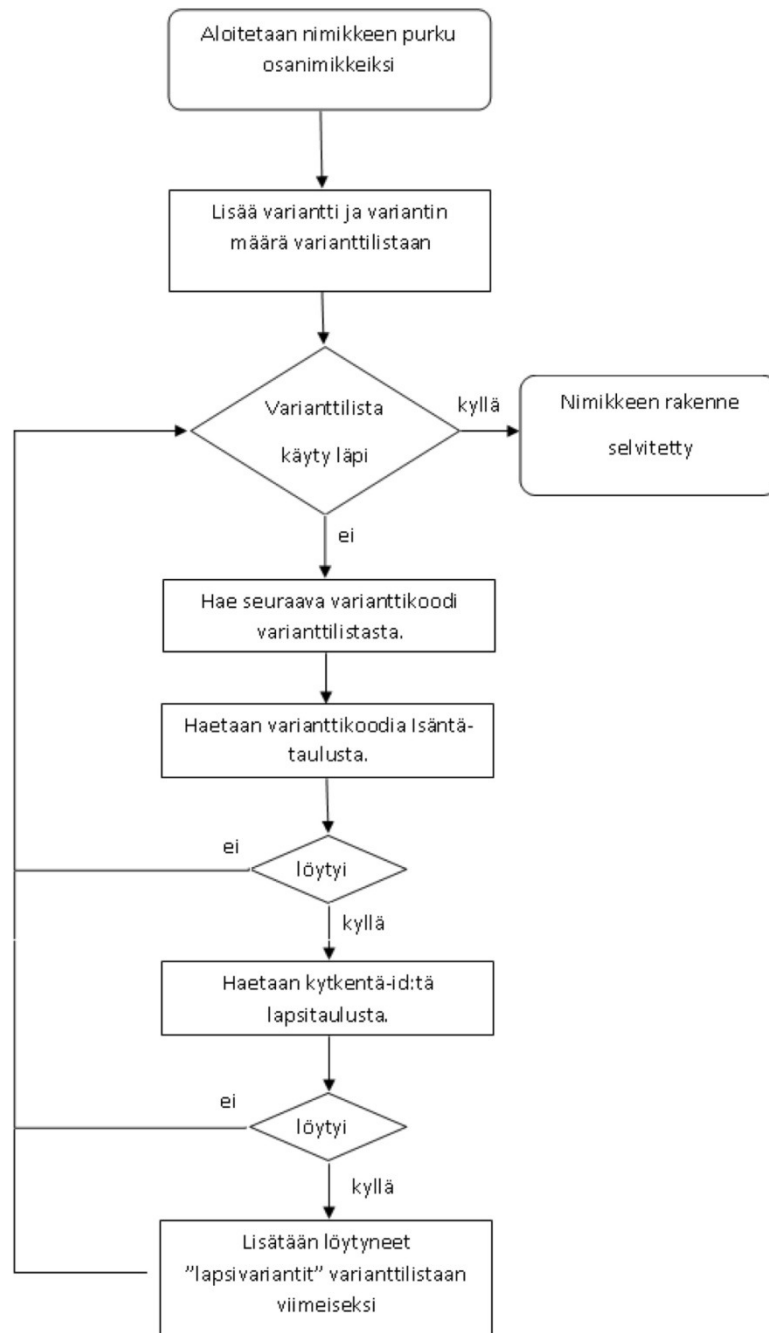 Aloitetaan nimikkeen purku
osanimikkeiksi
Lisää variantti ja variantin
määrä varianttilistaan
Varianttilista
käyty läpi
kyllä
Nimikkeen rakenne
selvitetty
ei
Hae seuraava varianttikoodi
varianttilistasta.
Haetaan varianttikoodia Isäntä-
taulusta.
ei
löytyi
kyllä
Haetaan kytkentä-id:tä
lapsitaulusta.
ei
löytyi
kyllä
Lisätään löytyneet
”lapsivariantit” varianttilistaan
viimeiseksi